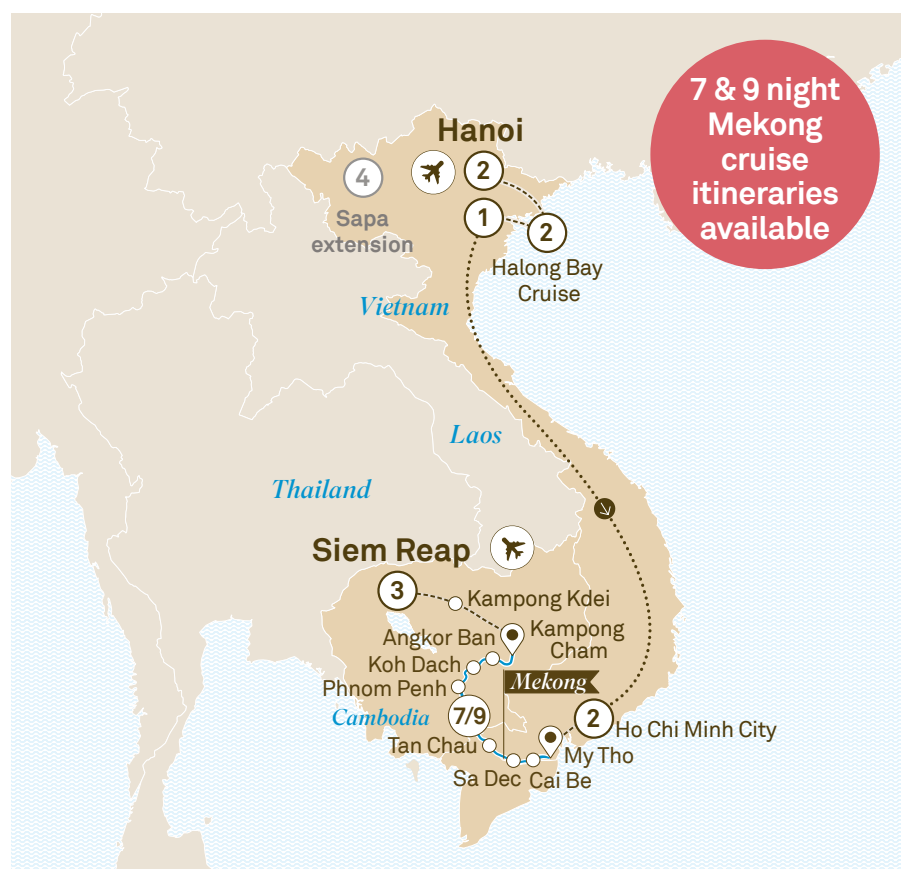 7 & 9 night
Mekong
cruise
itineraries
available
Hanoi
4
2
Sapa
extension
1
2
Halong Bay
Cruise
Vietnam
Laos
Thailand
Siem Reap
3
Kampong Kdei
Angkor Ban
Kampong
Cham
Koh Dach
Phnom Penh
Mekong
Cambodia
7/9
2
Ho Chi Minh City
Tan Chau
My Tho
Sa Dec
Cai Be